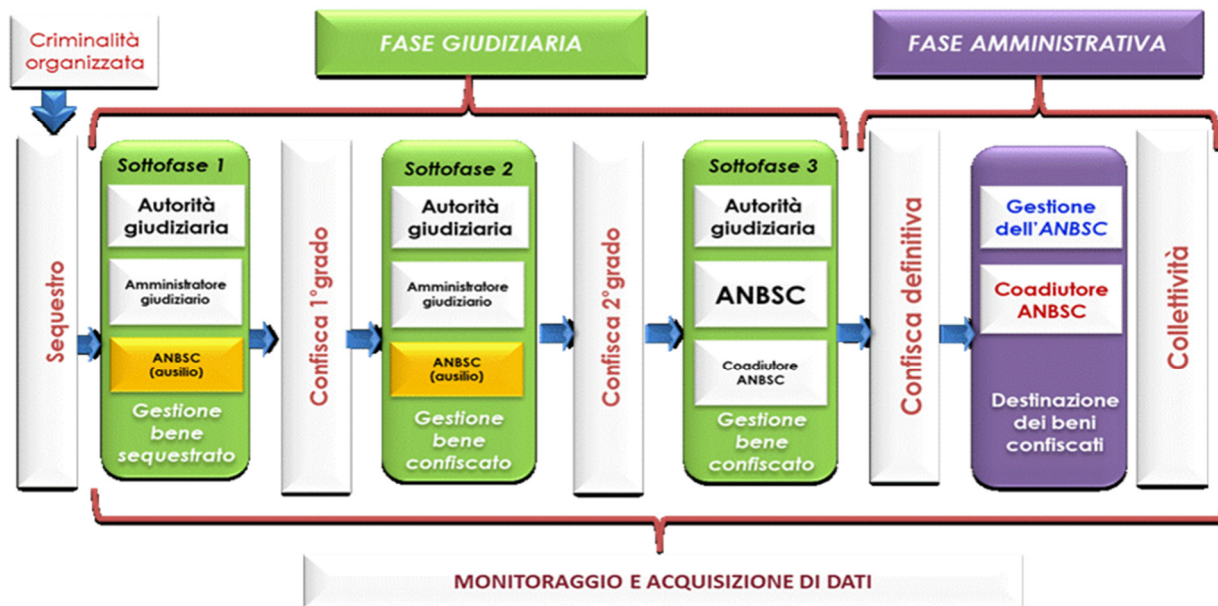 Criminalità
organizzata
FASE GIUDIZIARIA
FASE AMMINISTRATIVA
Sequestro
Sottofase 1
Autorità
giudiziaria
Amministratore
giudiziario
ANBSC
(ausilio)
Gestione
bene
sequestrato
Confisca 1°grado
Sottofase 2
Autorità
giudiziaria
Amministratore
giudiziario
ANBSC
(ausilio)
Gestione
bene
confiscato
Confisca 2°grado
Sottofase 3
Autorità
giudiziaria
ANBSC
Coadiutore
ANBSC
Gestione
bene
confiscato
Confisca definitiva
Gestione
dell'ANBSC
Coadiutore
ANBSC
Destinazione
dei beni
confiscati
Collettività
MONITORAGGIO E ACQUISIZIONE DI DATI